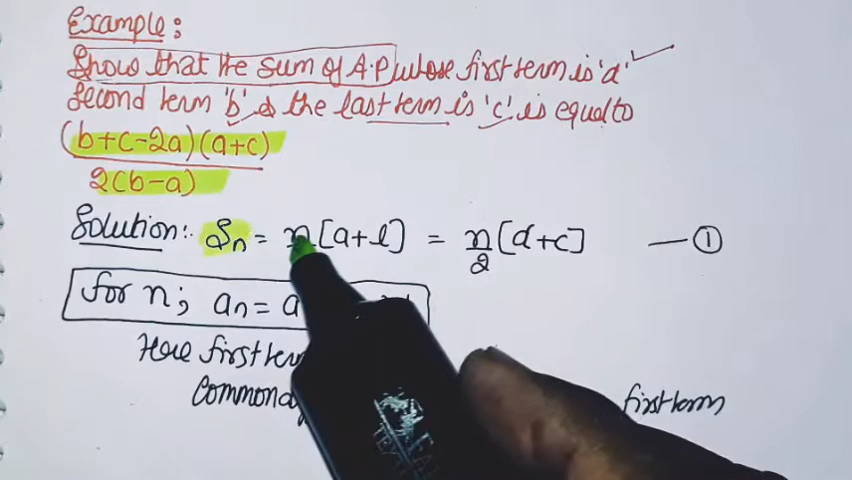 Example:
Show that the sum of A.P whose first term is 'a'
Second term 'b' & the last term is 'c' is equal to
(b+c-2a)(a+c)
2(b-a)
Solution: Sn = n[a+l] = n/2[a+c] — ①
for n; an = a
Here first ter
Common d first term